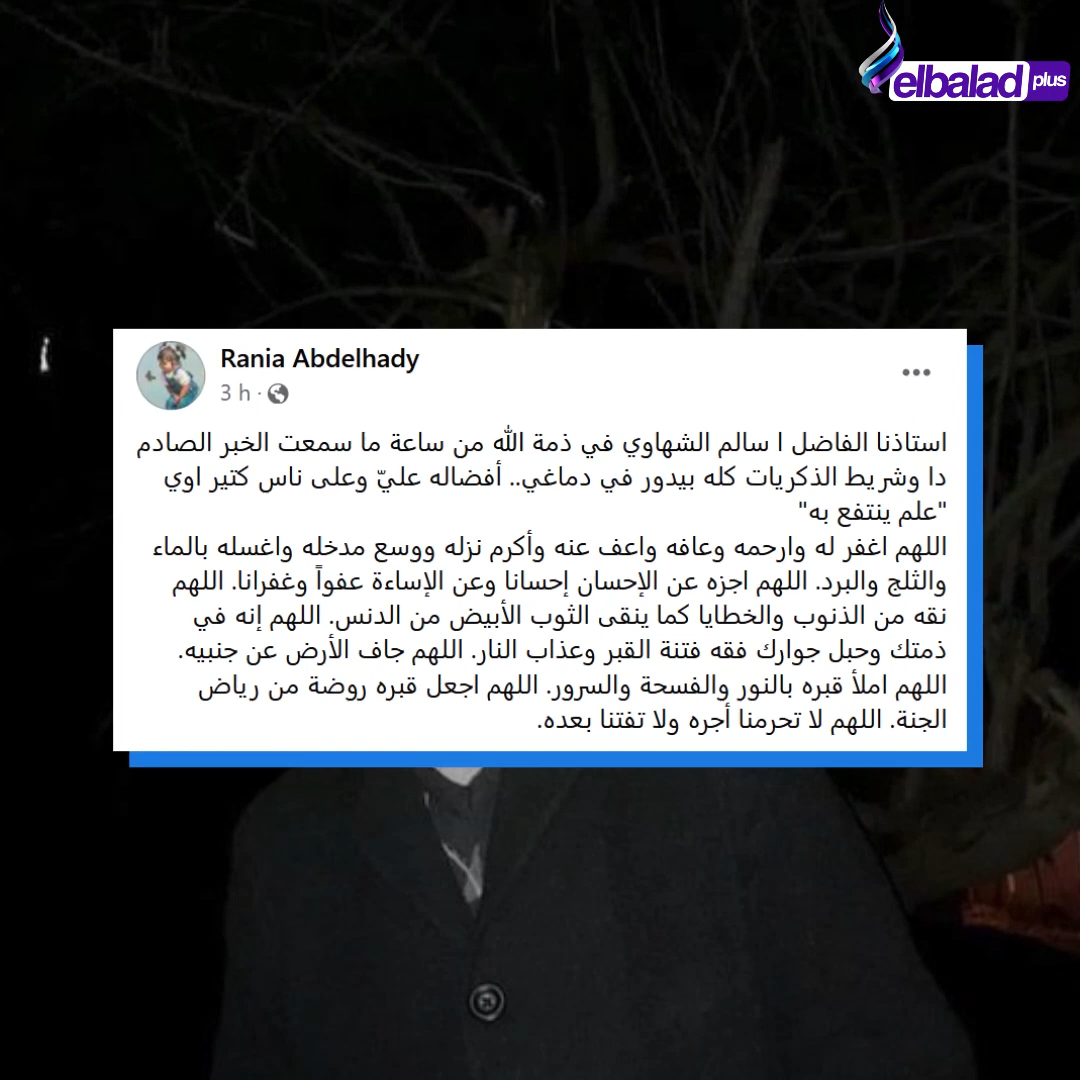 elbalad plus
Rania Abdelhady
3 h ·
استاذنا الفاضل ا سالم الشهاوي في ذمة الله من ساعة ما سمعت الخبر الصادم
دا وشريط الذكريات كله بيدور في دماغي.. أفضاله عليّ وعلى ناس كتير اوي
"علم ينتفع به"
اللهم اغفر له وارحمه وعافه واعف عنه وأكرم نزله ووسع مدخله واغسله بالماء
والثلج والبرد. اللهم اجزه عن الإحسان إحسانا وعن الإساءة عفواً وغفرانا. اللهم
نقه من الذنوب والخطايا كما ينقى الثوب الأبيض من الدنس. اللهم إنه في
ذمتك وحبل جوارك فقه فتنة القبر وعذاب النار. اللهم جاف الأرض عن جنبيه.
اللهم املأ قبره بالنور والفسحة والسرور. اللهم اجعل قبره روضة من رياض
الجنة. اللهم لا تحرمنا أجره ولا تفتنا بعده.